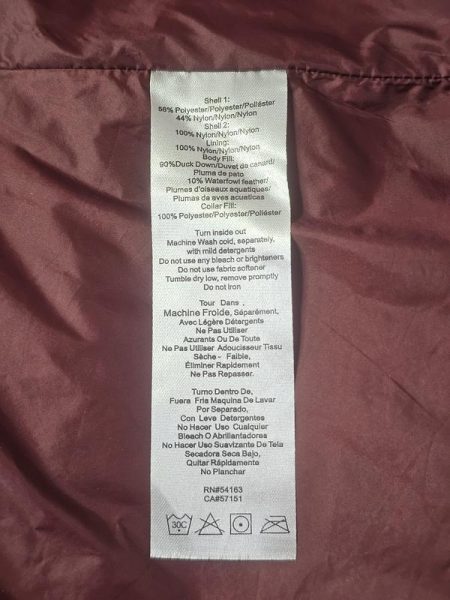 Shell 1:
56% Polyester/Polyester/Poliéster
44% Nylon/Nylon/Nylon
Shell 2:
100% Nylon/Nylon/Nylon
Lining:
100% Nylon/Nylon/Nylon
Body Fill:
90%Duck Down/Duvet de canard/
Pluma de pato
10% Waterfowl feather/
Plumes d'oiseaux aquatiques/
Plumas de aves acuaticas
Collar Fill:
100% Polyester/Polyester/Poliéster
Turn inside out
Machine Wash cold, separately,
with mild detergents
Do not use any bleach or brighteners
Do not use fabric softener
Tumble dry low, remove promptly
Do not Iron
Tour Dans .
Machine Froide, Séparément,
Avec Légère Détergents
Ne Pas Utiliser
Azurants Ou De Toute
Ne Pas Utiliser Adoucisseur Tissu
Sèche - Faible,
Éliminer Rapidement
Ne Pas Repasser.
Turno Dentro De,
Fuera Fria Maquina De Lavar
Por Separado,
Con Leve Detergentes
No Hacer Uso Cualquier
Bleach O Abrillantadores
No Hacer Uso Suavizante De Tela
Secadora Seca Bajo,
Quitar Rápidamente
No Planchar
RN#54163
CA#57151
30C